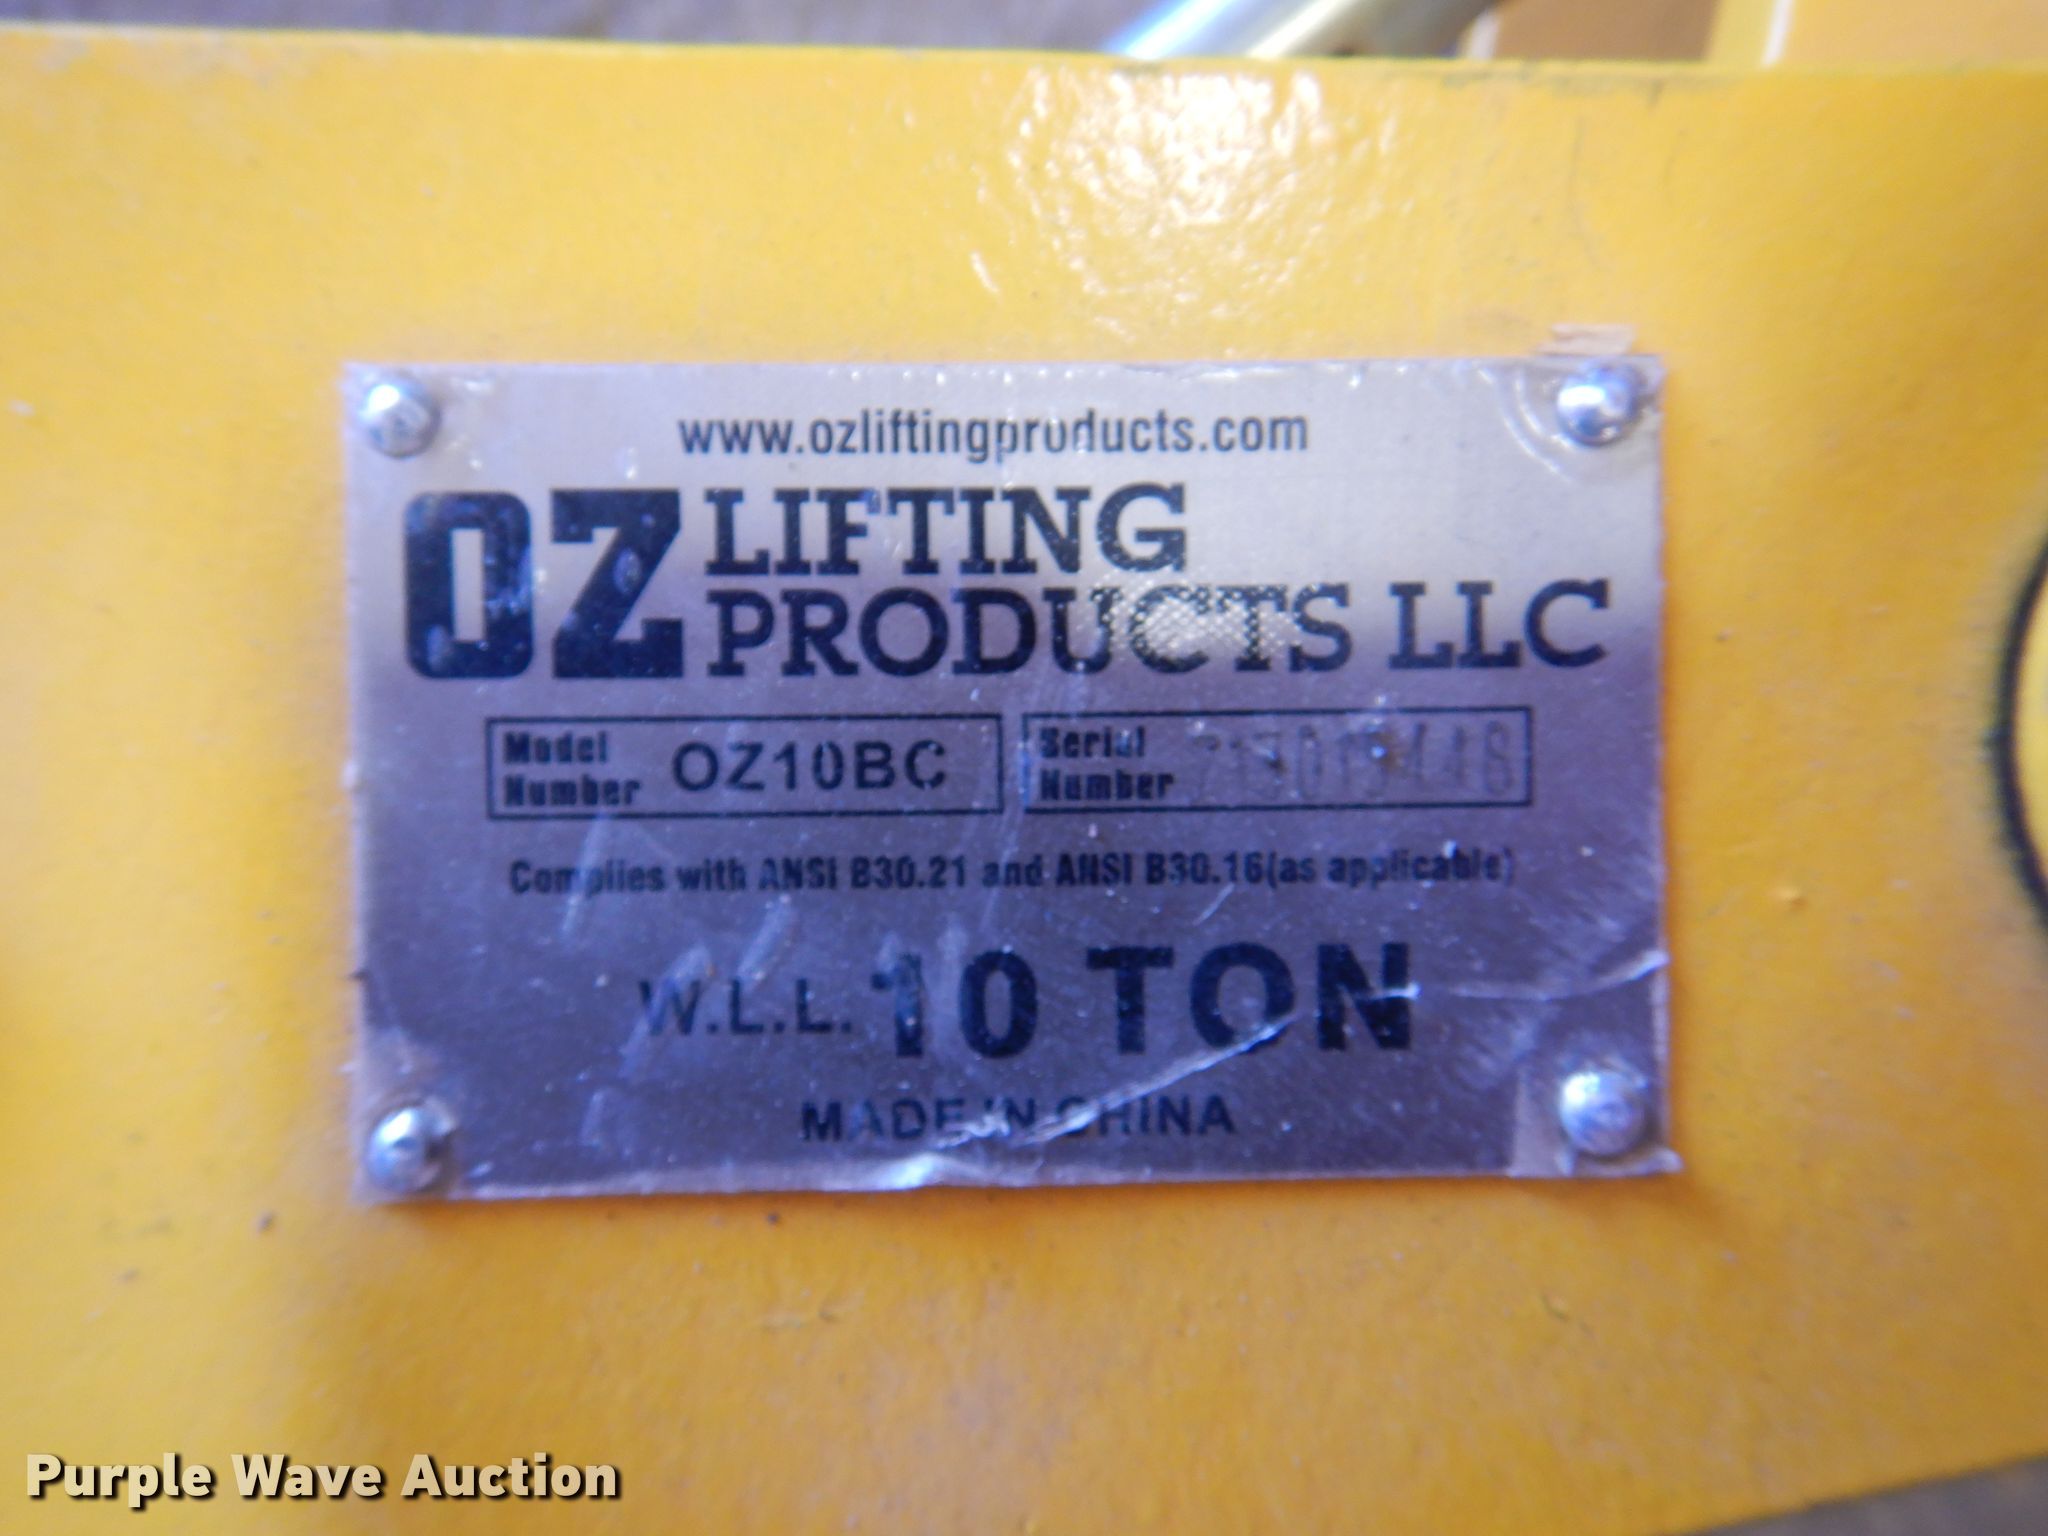 www.ozliftingproducts.com
OZ LIFTING
PRODUCTS LLC
Model Number OZ10BC
Serial Number
Complies with ANSI B30.21 and ANSI B30.16(as applicable)
W.L.L. 10 TON
MADE IN CHINA
Purple Wave Auction